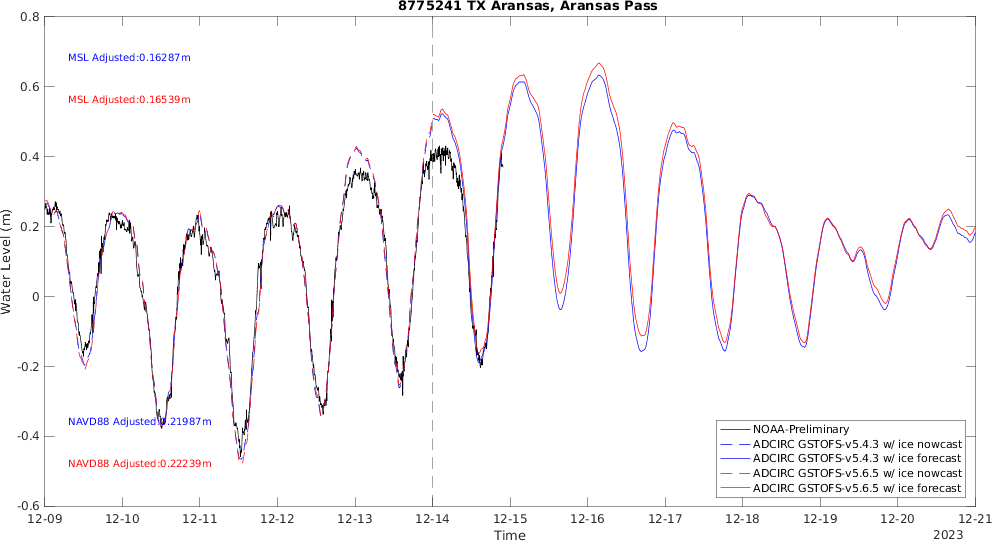 8775241 TX Aransas, Aransas Pass
0.8
0.6
0.4
0.2
0
-0.2
-0.4
-0.6
Water Level (m)
MSL Adjusted:0.16287m
MSL Adjusted:0.16539m
NAVD88 Adjusted:0.21987m
NAVD88 Adjusted:0.22239m
NOAA-Preliminary
ADCIRC GSTOFS-v5.4.3 w/ ice nowcast
ADCIRC GSTOFS-v5.4.3 w/ ice forecast
ADCIRC GSTOFS-v5.6.5 w/ ice nowcast
ADCIRC GSTOFS-v5.6.5 w/ ice forecast
12-09 12-10 12-11 12-12 12-13 12-14 12-15 12-16 12-17 12-18 12-19 12-20 12-21
Time
2023